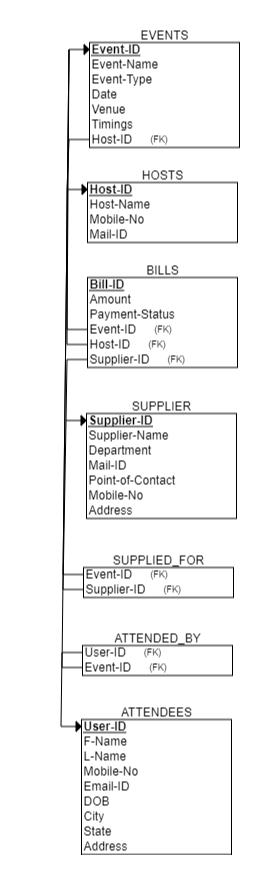 EVENTS
Event-ID
Event-Name
Event-Type
Date
Venue
Timings
Host-ID (FK)
HOSTS
Host-ID
Host-Name
Mobile-No
Mail-ID
BILLS
Bill-ID
Amount
Payment-Status
Event-ID (FK)
Host-ID (FK)
Supplier-ID (FK)
SUPPLIER
Supplier-ID
Supplier-Name
Department
Mail-ID
Point-of-Contact
Mobile-No
Address
SUPPLIED_FOR
Event-ID (FK)
Supplier-ID (FK)
ATTENDED_BY
User-ID (FK)
Event-ID (FK)
ATTENDEES
User-ID
F-Name
L-Name
Mobile-No
Email-ID
DOB
City
State
Address